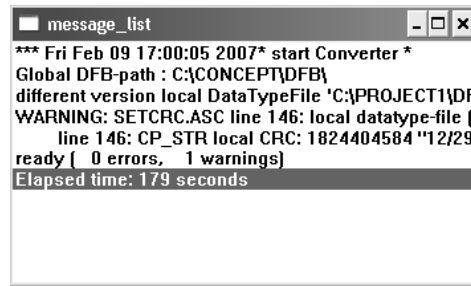 message_list
*** Fri Feb 09 17:00:05 2007* start Converter *
Global DFB-path : C:\CONCEPT\DFB\
different version local DataTypeFile 'C:\PROJECT1\DF
WARNING: SETCRC.ASC line 146: local datatype-file (
line 146: CP_STR local CRC: 1824404584 "12/29
ready (   0 errors,    1 warnings)
Elapsed time: 179 seconds